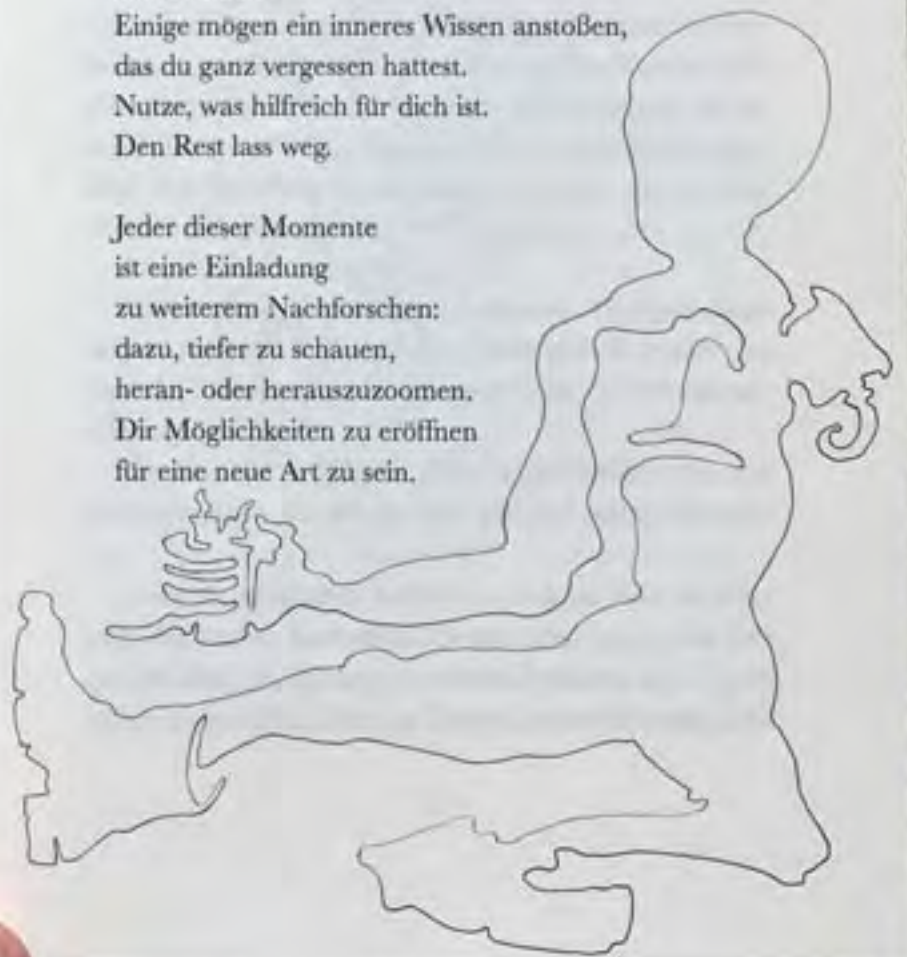 Einige mögen ein inneres Wissen anstoßen,
das du ganz vergessen hattest.
Nutze, was hilfreich für dich ist.
Den Rest lass weg.

Jeder dieser Momente
ist eine Einladung
zu weiterem Nachforschen:
dazu, tiefer zu schauen,
heran- oder herauszuzoomen.
Dir Möglichkeiten zu eröffnen
für eine neue Art zu sein.